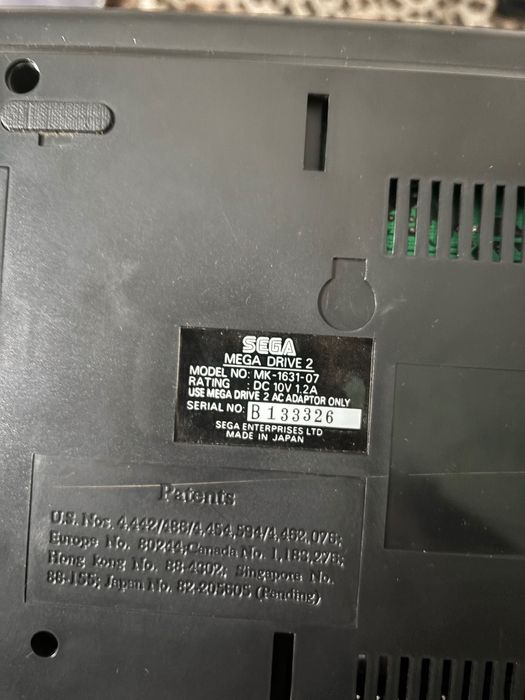 SEGA
MEGA DRIVE 2
MODEL NO: MK-1631-07
RATING : DC 10V 1.2A
USE MEGA DRIVE 2 AC ADAPTOR ONLY
SERIAL NO: B 133326
SEGA ENTERPRISES LTD
MADE IN JAPAN
Patents
U.S. Nos. 4,442/486/4,454,594/4,462,076;
Europe No. 80244;Canada No. 1,183,276;
Hong Kong No. 88-4302; Singapore No.
88-155; Japan No. 82-205605 (Pending)